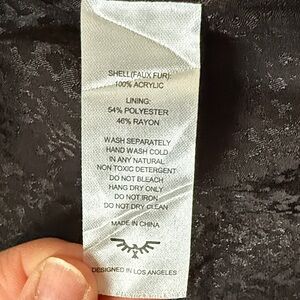 SHELL(FAUX FUR):
100% ACRYLIC
LINING:
54% POLYESTER
46% RAYON
WASH SEPARATELY
HAND WASH COLD
IN ANY NATURAL
NON TOXIC DETERGENT
DO NOT BLEACH
HANG DRY ONLY
DO NOT IRON
DO NOT DRY CLEAN
MADE IN CHINA
DESIGNED IN LOS ANGELES